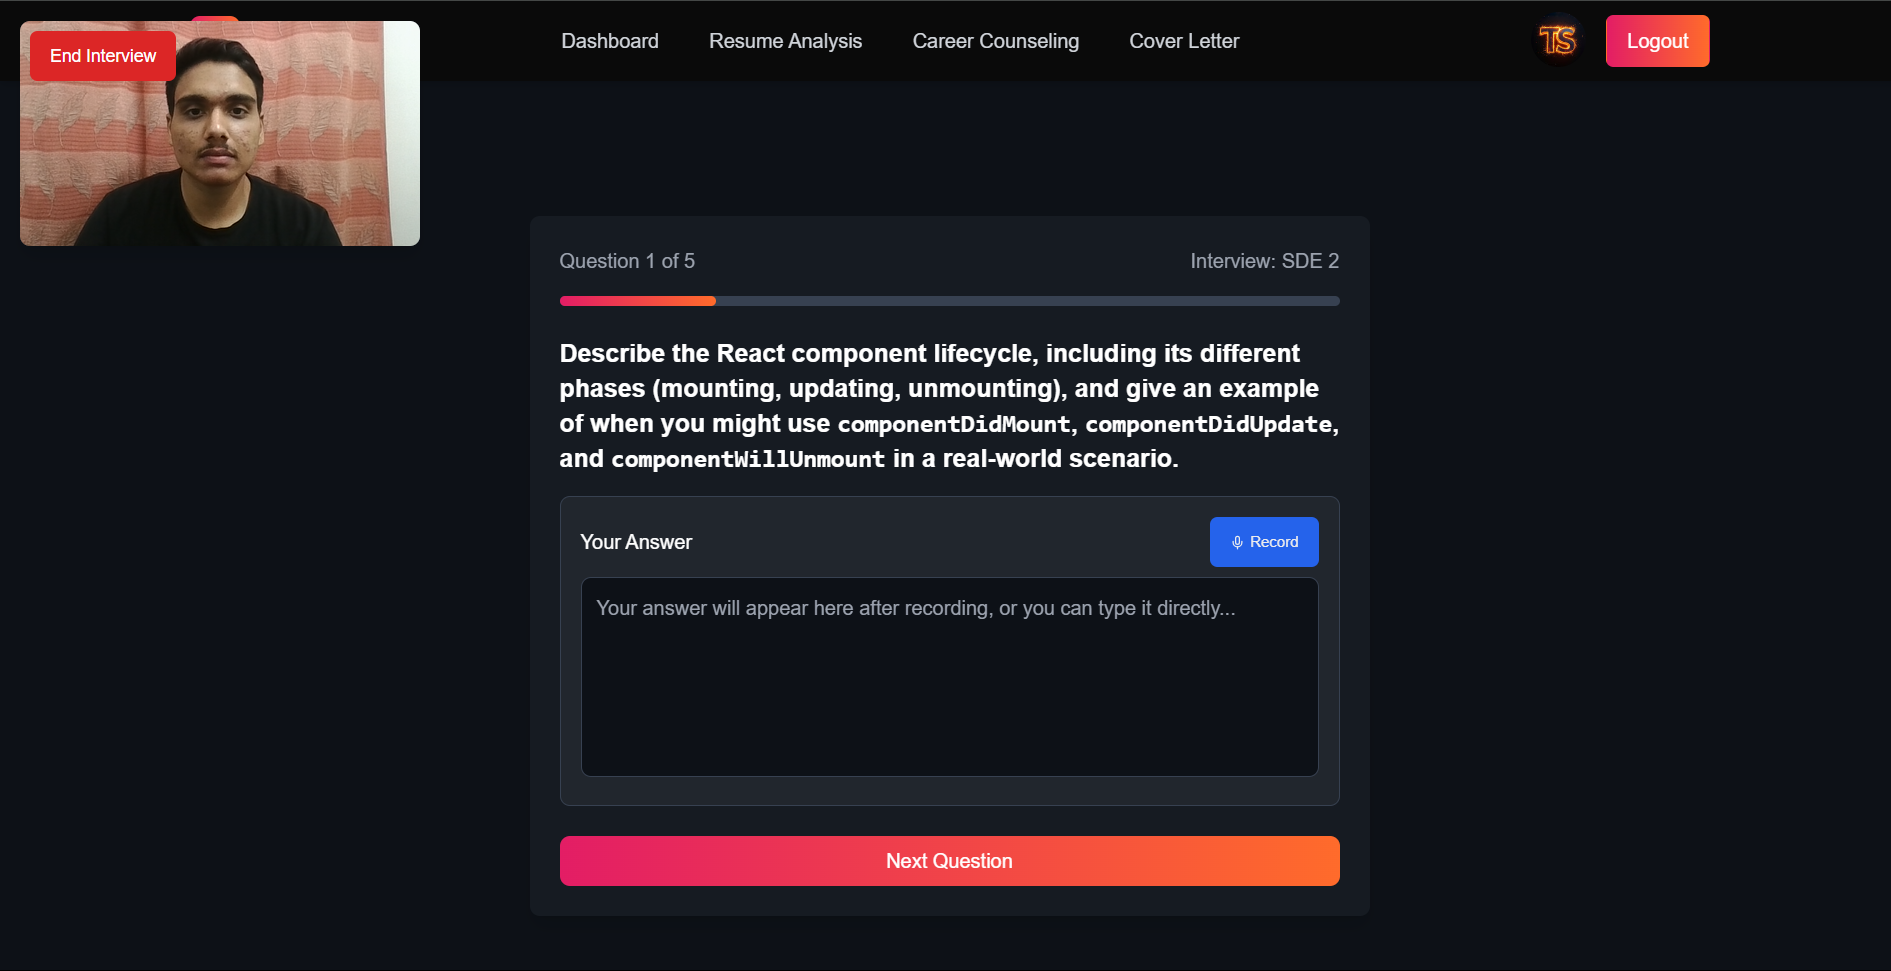 End Interview
Dashboard
Resume Analysis
Career Counseling
Cover Letter
TS
Logout
Question 1 of 5
Interview: SDE 2
Describe the React component lifecycle, including its different
phases (mounting, updating, unmounting), and give an example
of when you might use componentDidMount, componentDidUpdate,
and componentWillUnmount in a real-world scenario.
Your Answer
Record
Your answer will appear here after recording, or you can type it directly...
Next Question